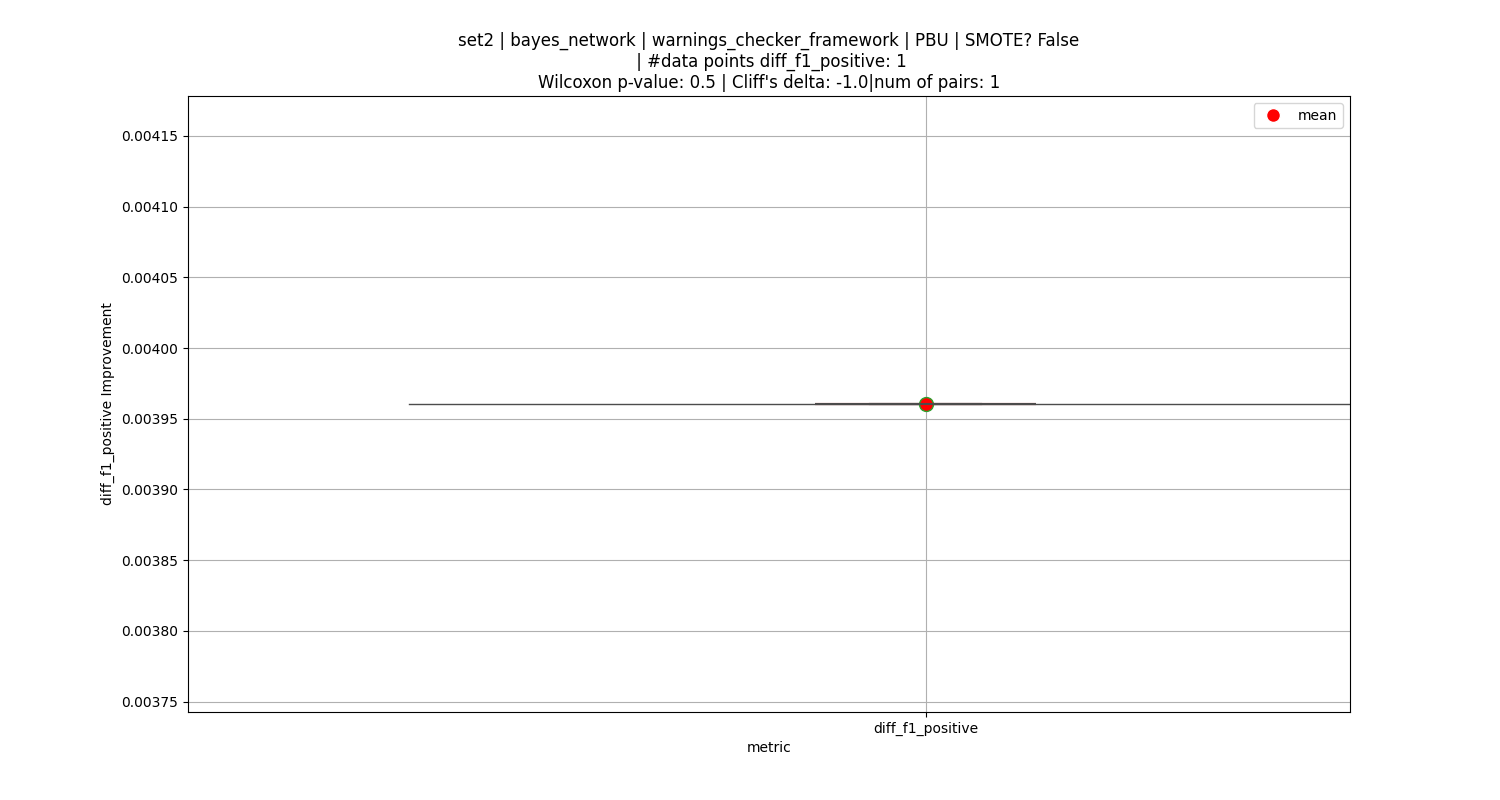 set2 | bayes_network | warnings_checker_framework | PBU | SMOTE? False
| #data points diff_f1_positive: 1
Wilcoxon p-value: 0.5 | Cliff's delta: -1.0|num of pairs: 1
mean
0.00415
0.00410
0.00405
0.00400
0.00395
0.00390
0.00385
0.00380
0.00375
diff_f1_positive Improvement
diff_f1_positive
metric